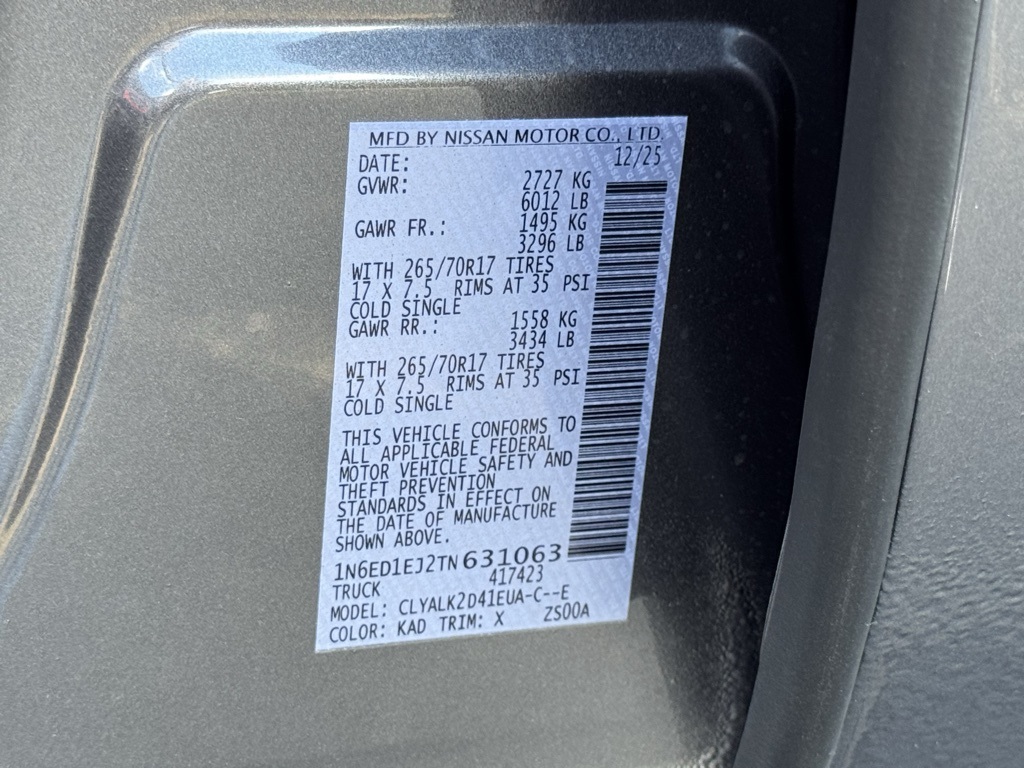 MFD BY NISSAN MOTOR CO., LTD.
DATE: 12/25
GVWR: 2727 KG
6012 LB
GAWR FR.: 1495 KG
3296 LB
WITH 265/70R17 TIRES
17 X 7.5 RIMS AT 35 PSI
COLD SINGLE
GAWR RR.: 1558 KG
3434 LB
WITH 265/70R17 TIRES
17 X 7.5 RIMS AT 35 PSI
COLD SINGLE
THIS VEHICLE CONFORMS TO
ALL APPLICABLE FEDERAL
MOTOR VEHICLE SAFETY AND
THEFT PREVENTION
STANDARDS IN EFFECT ON
THE DATE OF MANUFACTURE
SHOWN ABOVE.
1N6ED1EJ2TN631063
TRUCK 417423
MODEL: CLYALK2D41EUA-C--E
COLOR: KAD TRIM: X ZS00A